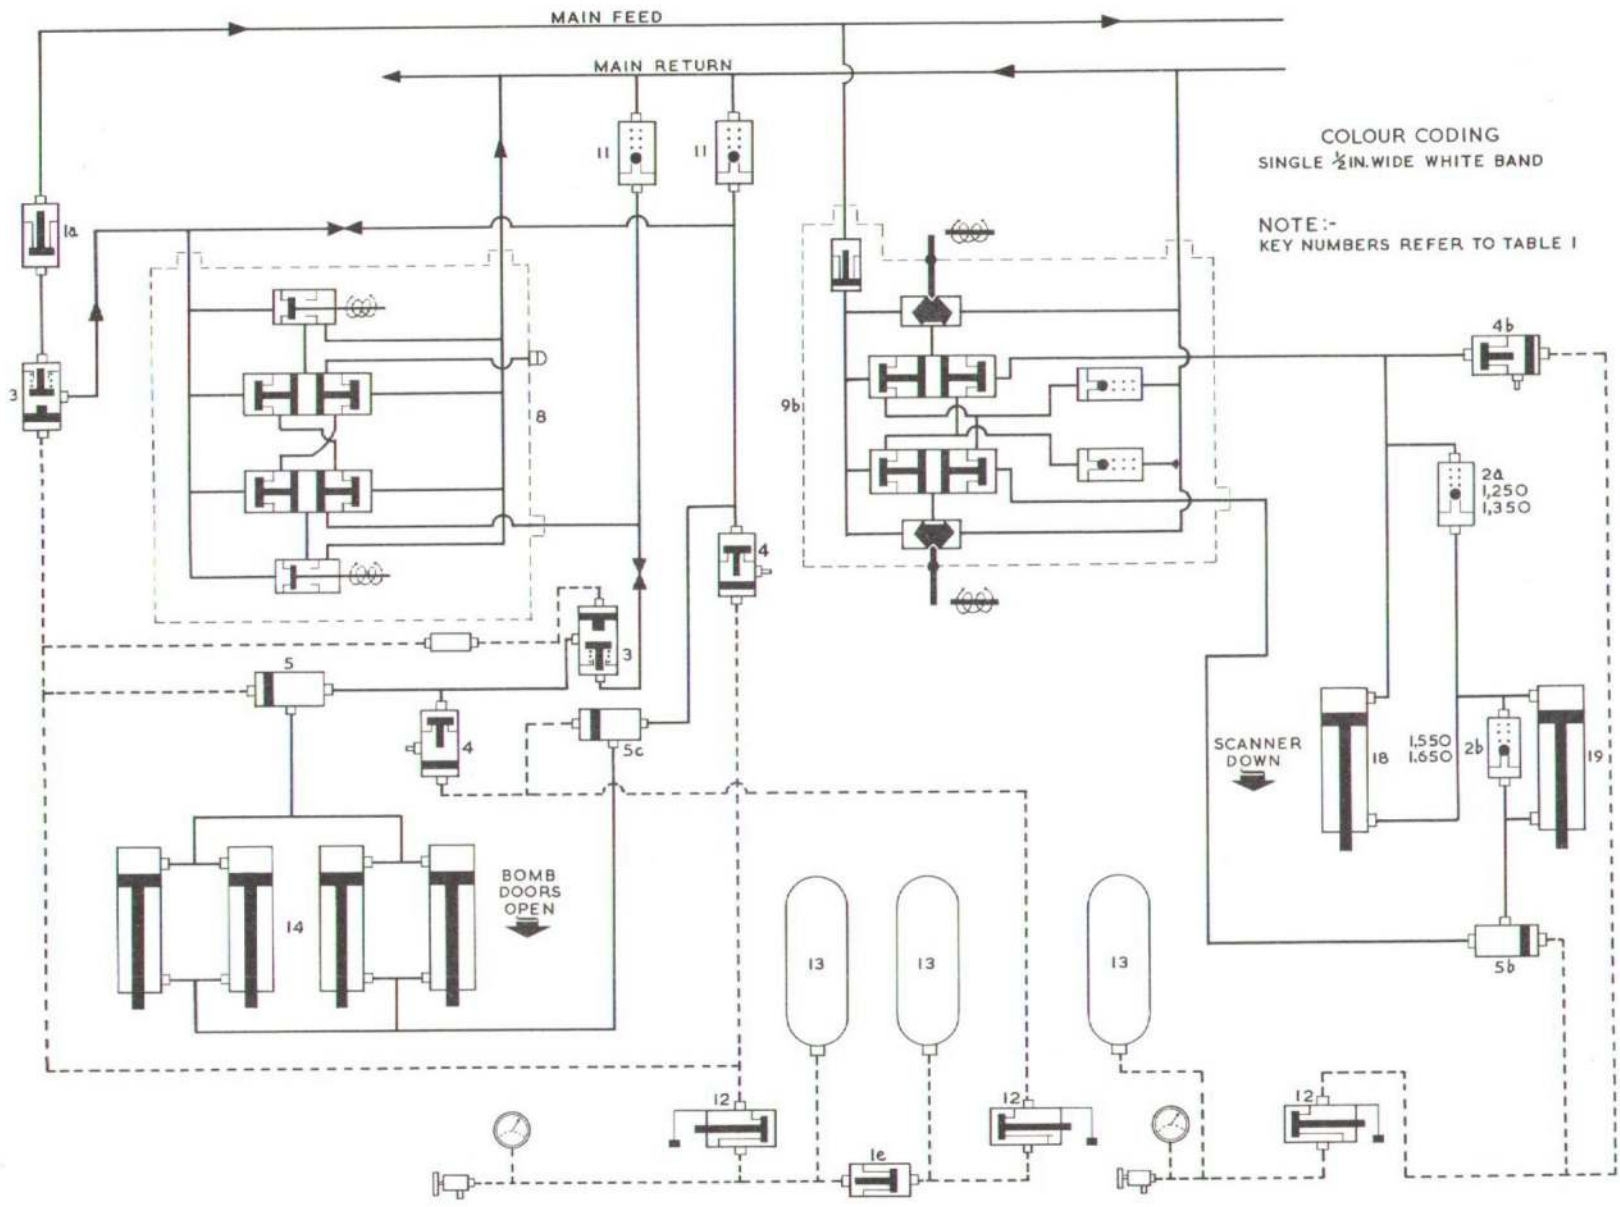 MAIN FEED
MAIN RETURN
COLOUR CODING
SINGLE ½IN. WIDE WHITE BAND
NOTE:-
KEY NUMBERS REFER TO TABLE 1
11
11
1a
3
8
9b
4b
2a
1,250
1,350
4
3
5
5c
4
SCANNER
DOWN
18
1,550
1,650
2b
19
14
BOMB
DOORS
OPEN
13
13
13
5b
12
12
12
1e